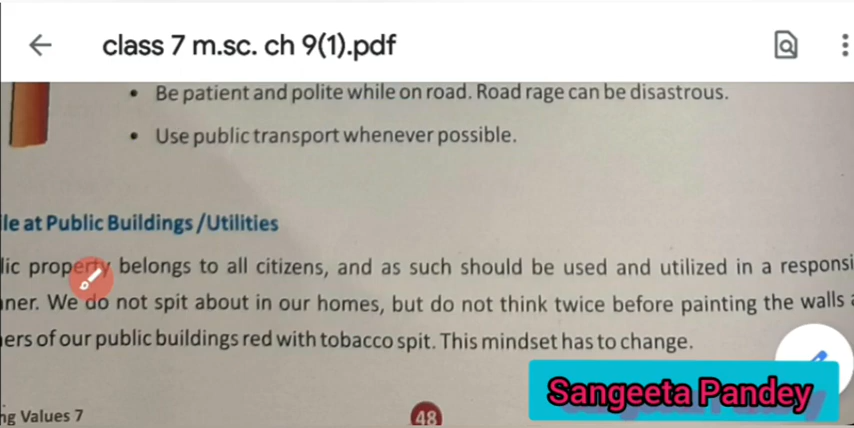 class 7 m.sc. ch 9(1).pdf
• Be patient and polite while on road. Road rage can be disastrous.
• Use public transport whenever possible.
ile at Public Buildings /Utilities
lic property belongs to all citizens, and as such should be used and utilized in a responsi
nner. We do not spit about in our homes, but do not think twice before painting the walls a
ners of our public buildings red with tobacco spit. This mindset has to change.
Sangeeta Pandey
ng Values 7
48